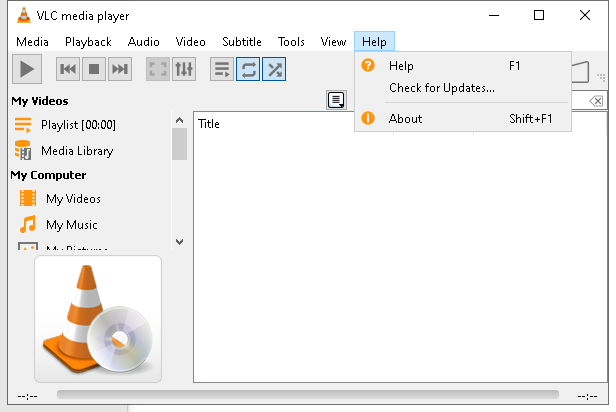 VLC media player
Media Playback Audio Video Subtitle Tools View Help
Help F1
Check for Updates...
About Shift+F1
My Videos
Playlist [00:00]
Media Library
My Computer
My Videos
My Music
My Pictures
Title
--:-- --:--